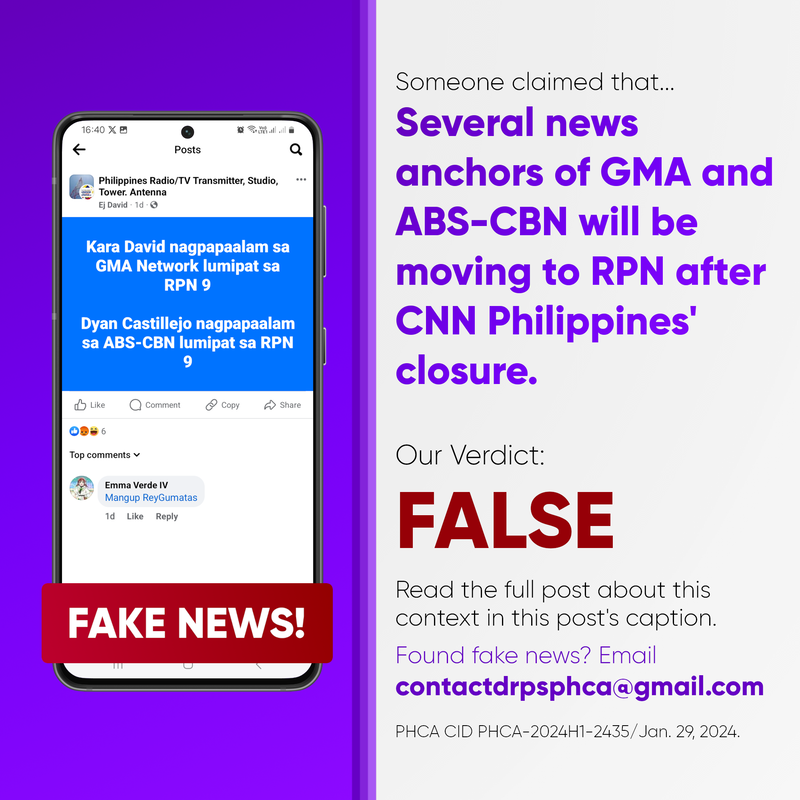 16:40
Posts
Philippines Radio/TV Transmitter, Studio,
Tower. Antenna
Ej David · 1d ·
Kara David nagpapaalam sa
GMA Network lumipat sa
RPN 9
Dyan Castillejo nagpapaalam
sa ABS-CBN lumipat sa RPN
9
Like Comment Copy Share
6
Top comments
Emma Verde IV
Mangup ReyGumatas
1d Like Reply
FAKE NEWS!
Someone claimed that...
Several news
anchors of GMA and
ABS-CBN will be
moving to RPN after
CNN Philippines'
closure.
Our Verdict:
FALSE
Read the full post about this
context in this post's caption.
Found fake news? Email
contactdrpsphca@gmail.com
PHCA CID PHCA-2024H1-2435/Jan. 29, 2024.